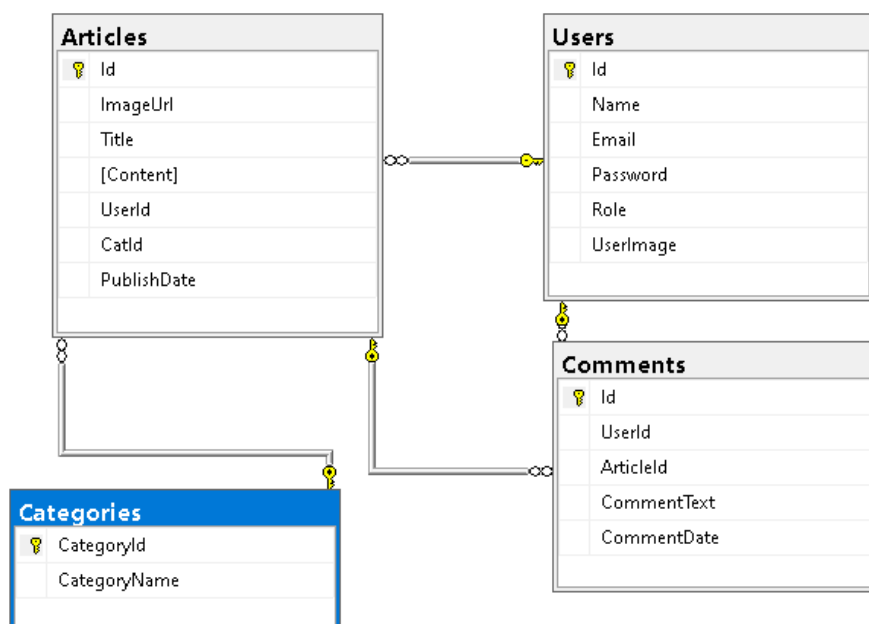 Articles
Id
ImageUrl
Title
[Content]
UserId
CatId
PublishDate
Users
Id
Name
Email
Password
Role
UserImage
Comments
Id
UserId
ArticleId
CommentText
CommentDate
Categories
CategoryId
CategoryName